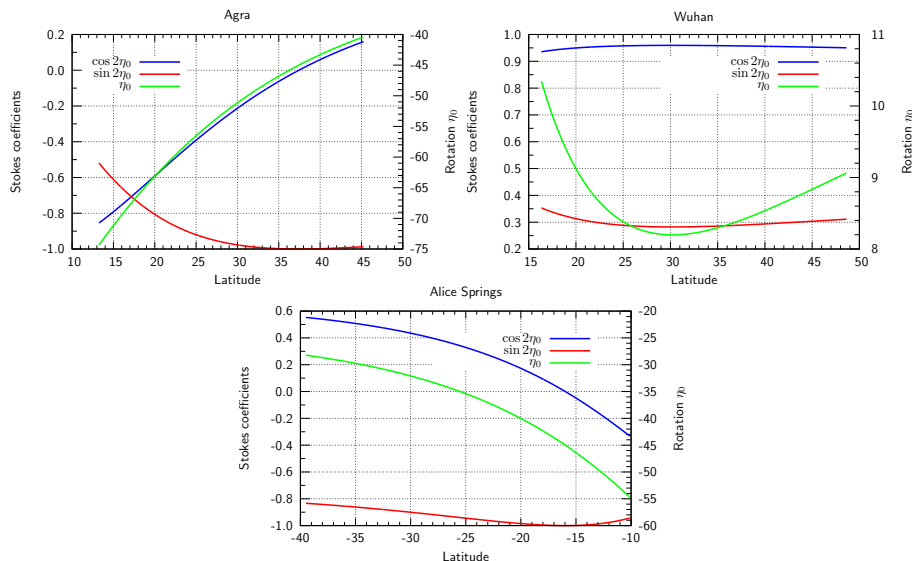 Agra
Stokes coefficients
0.2
0.0
-0.2
-0.4
-0.6
-0.8
-1.0
cos 2η₀
sin 2η₀
η₀
-40
-45
-50
-55
-60
-65
-70
-75
Rotation η₀
10 15 20 25 30 35 40 45 50
Latitude
Wuhan
Stokes coefficients
1.0
0.9
0.8
0.7
0.6
0.5
0.4
0.3
0.2
cos 2η₀
sin 2η₀
η₀
11
10
9
8
Rotation η₀
15 20 25 30 35 40 45 50
Latitude
Alice Springs
Stokes coefficients
0.6
0.4
0.2
0.0
-0.2
-0.4
-0.6
-0.8
-1.0
cos 2η₀
sin 2η₀
η₀
-20
-25
-30
-35
-40
-45
-50
-55
-60
Rotation η₀
-40 -35 -30 -25 -20 -15 -10
Latitude